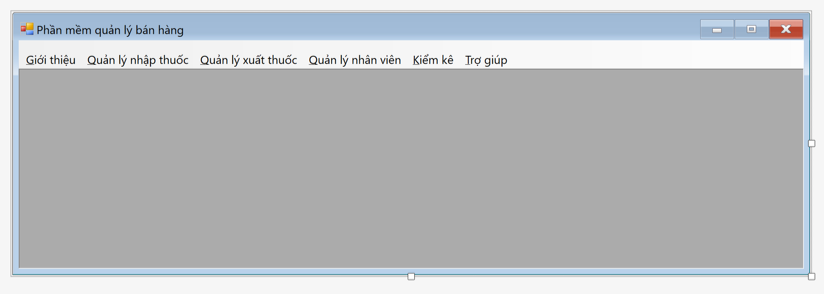 Phần mềm quản lý bán hàng
Giới thiệu Quản lý nhập thuốc Quản lý xuất thuốc Quản lý nhân viên Kiểm kê Trợ giúp